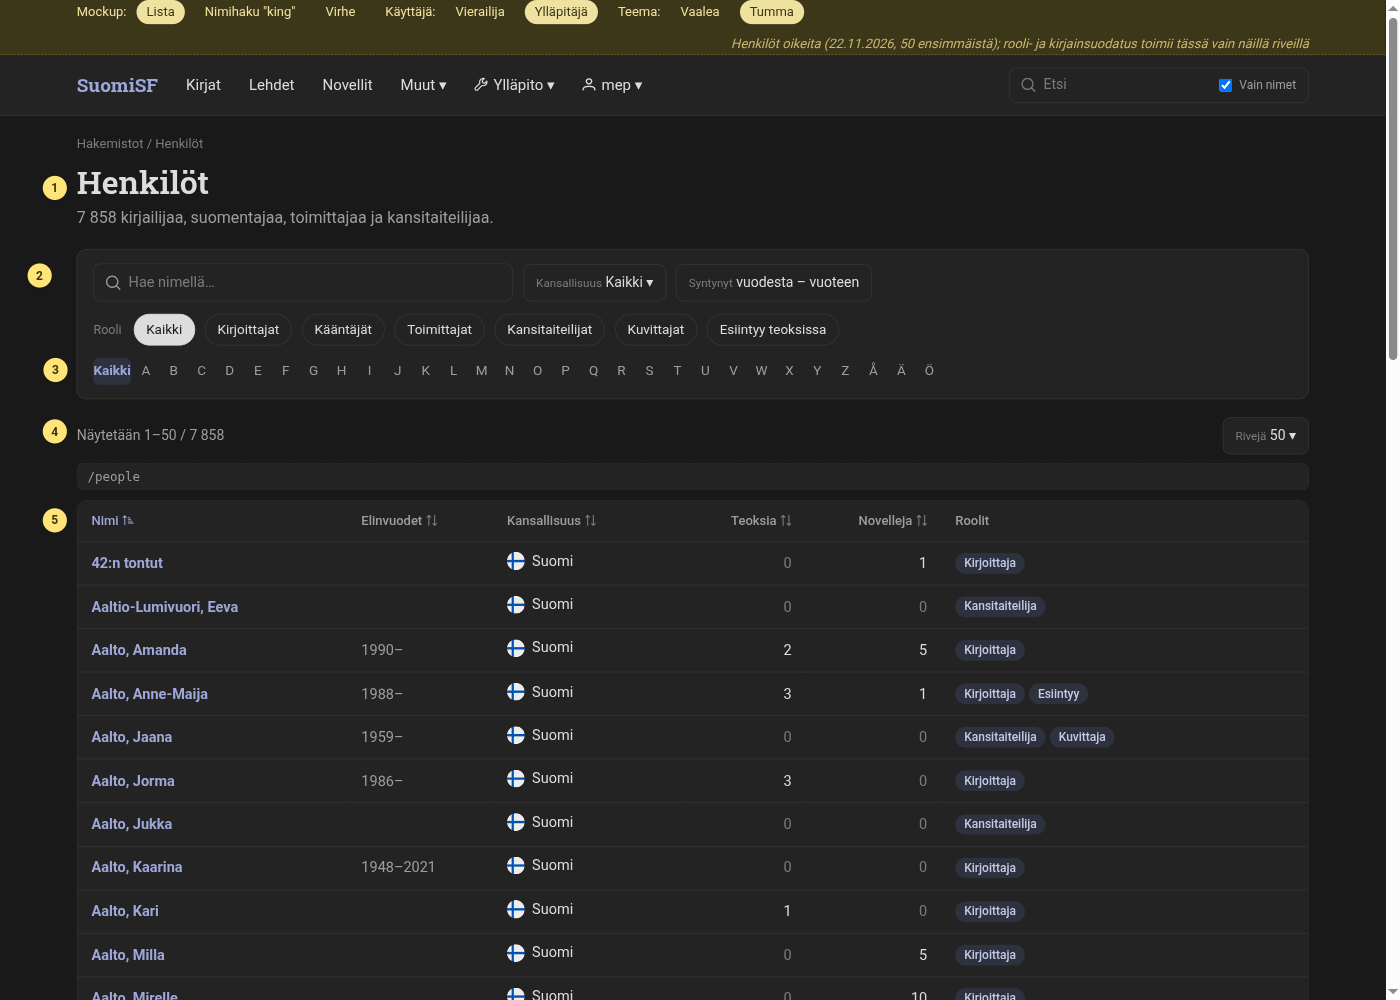 Mockup: Lista Nimihaku "king" Virhe Käyttäjä: Vierailija Ylläpitäjä Teema: Vaalea Tumma
Henkilöt oikeita (22.11.2026, 50 ensimmäistä); rooli- ja kirjainsuodatus toimii tässä vain näillä riveillä
SuomiSF Kirjat Lehdet Novellit Muut ▾ Ylläpito ▾ mep ▾ Etsi Vain nimet
Hakemistot / Henkilöt
1 Henkilöt
7 858 kirjailijaa, suomentajaa, toimittajaa ja kansitaiteilijaa.
2 Hae nimellä… Kansallisuus Kaikki ▾ Syntynyt vuodesta – vuoteen
Rooli Kaikki Kirjoittajat Kääntäjät Toimittajat Kansitaiteilijat Kuvittajat Esiintyy teoksissa
3 Kaikki A B C D E F G H I J K L M N O P Q R S T U V W X Y Z Å Ä Ö
4 Näytetään 1–50 / 7 858 Rivejä 50 ▾
/people
5 Nimi Elinvuodet Kansallisuus Teoksia Novelleja Roolit
42:n tontut Suomi 0 1 Kirjoittaja
Aaltio-Lumivuori, Eeva Suomi 0 0 Kansitaiteilija
Aalto, Amanda 1990– Suomi 2 5 Kirjoittaja
Aalto, Anne-Maija 1988– Suomi 3 1 Kirjoittaja Esiintyy
Aalto, Jaana 1959– Suomi 0 0 Kansitaiteilija Kuvittaja
Aalto, Jorma 1986– Suomi 3 0 Kirjoittaja
Aalto, Jukka Suomi 0 0 Kansitaiteilija
Aalto, Kaarina 1948–2021 Suomi 0 0 Kirjoittaja
Aalto, Kari Suomi 1 0 Kirjoittaja
Aalto, Milla Suomi 0 5 Kirjoittaja
Aalto, Mirelle Suomi 0 10 Kirjoittaja